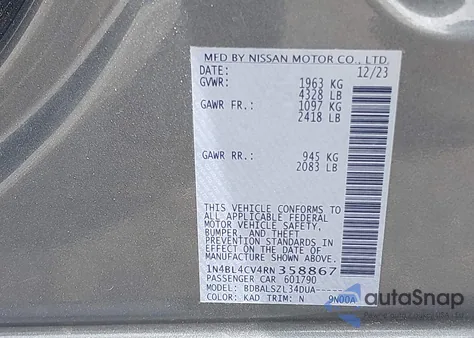 MFD BY NISSAN MOTOR CO., LTD.
DATE: 12/23
GVWR: 1963 KG
4328 LB
GAWR FR.: 1097 KG
2418 LB
GAWR RR.: 945 KG
2083 LB
THIS VEHICLE CONFORMS TO
ALL APPLICABLE FEDERAL
MOTOR VEHICLE SAFETY,
BUMPER, AND THEFT
PREVENTION STANDARDS IN
EFFECT ON THE DATE OF
MANUFACTURE SHOWN ABOVE.
1N4BL4CV4RN358867
PASSENGER CAR 601790
MODEL: BDBALSZL34DUA------
COLOR: KAD TRIM: N 9N00A
autoSnap